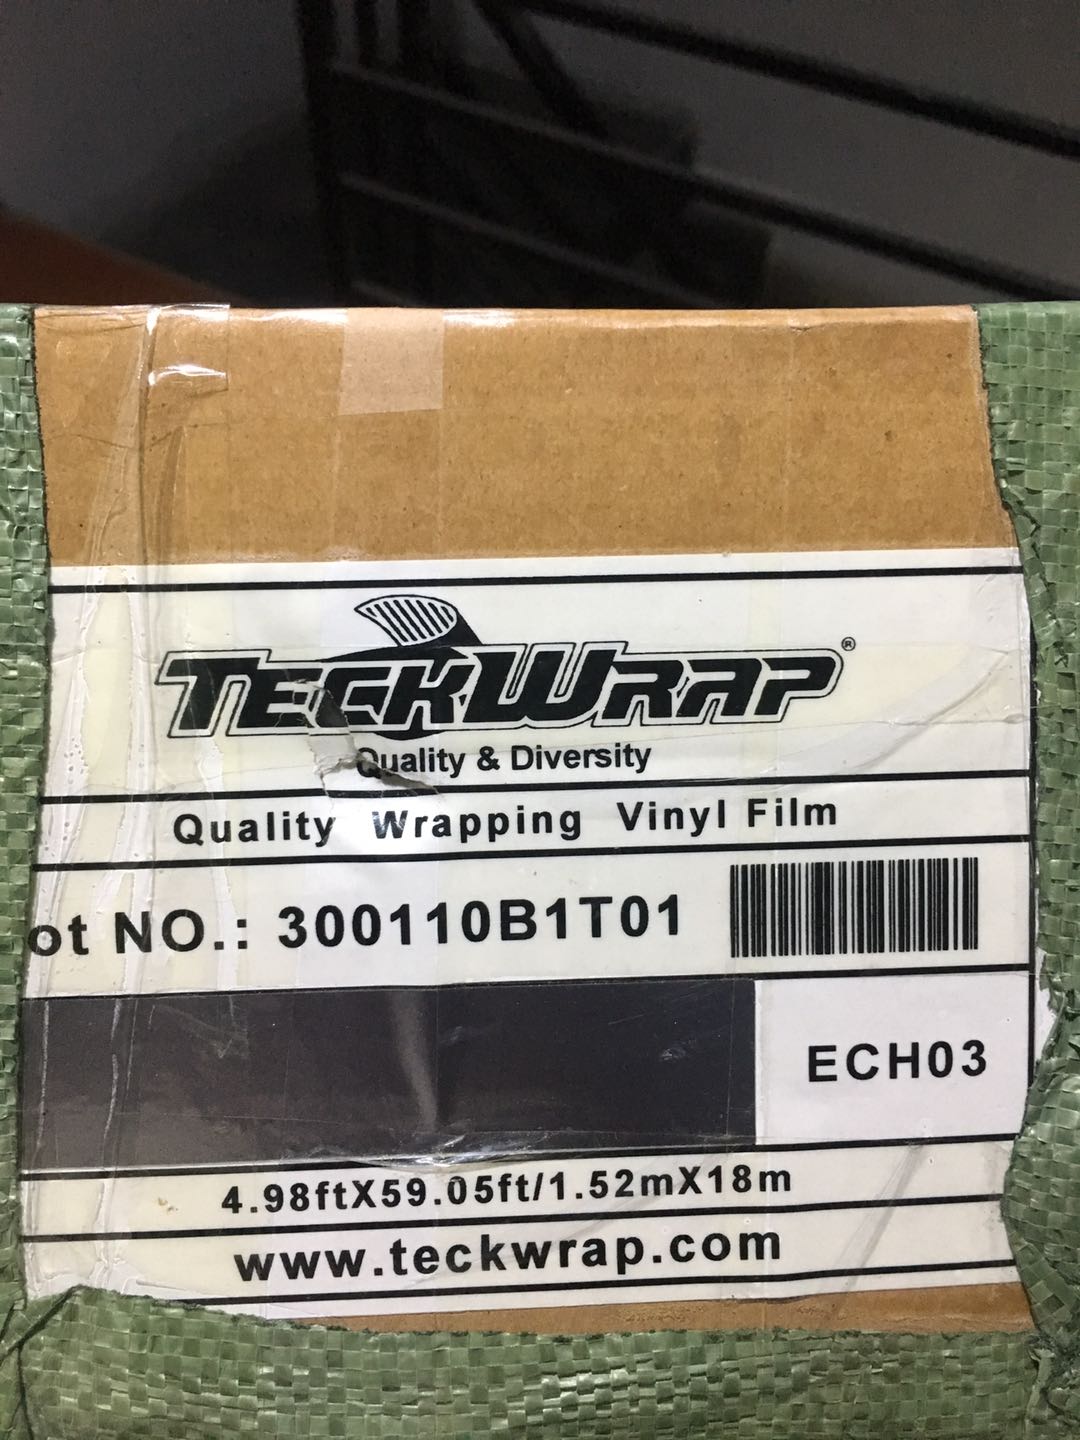 TECKWRAP®
Quality & Diversity
Quality Wrapping Vinyl Film
ot NO.: 300110B1T01
ECH03
4.98ftX59.05ft/1.52mX18m
www.teckwrap.com